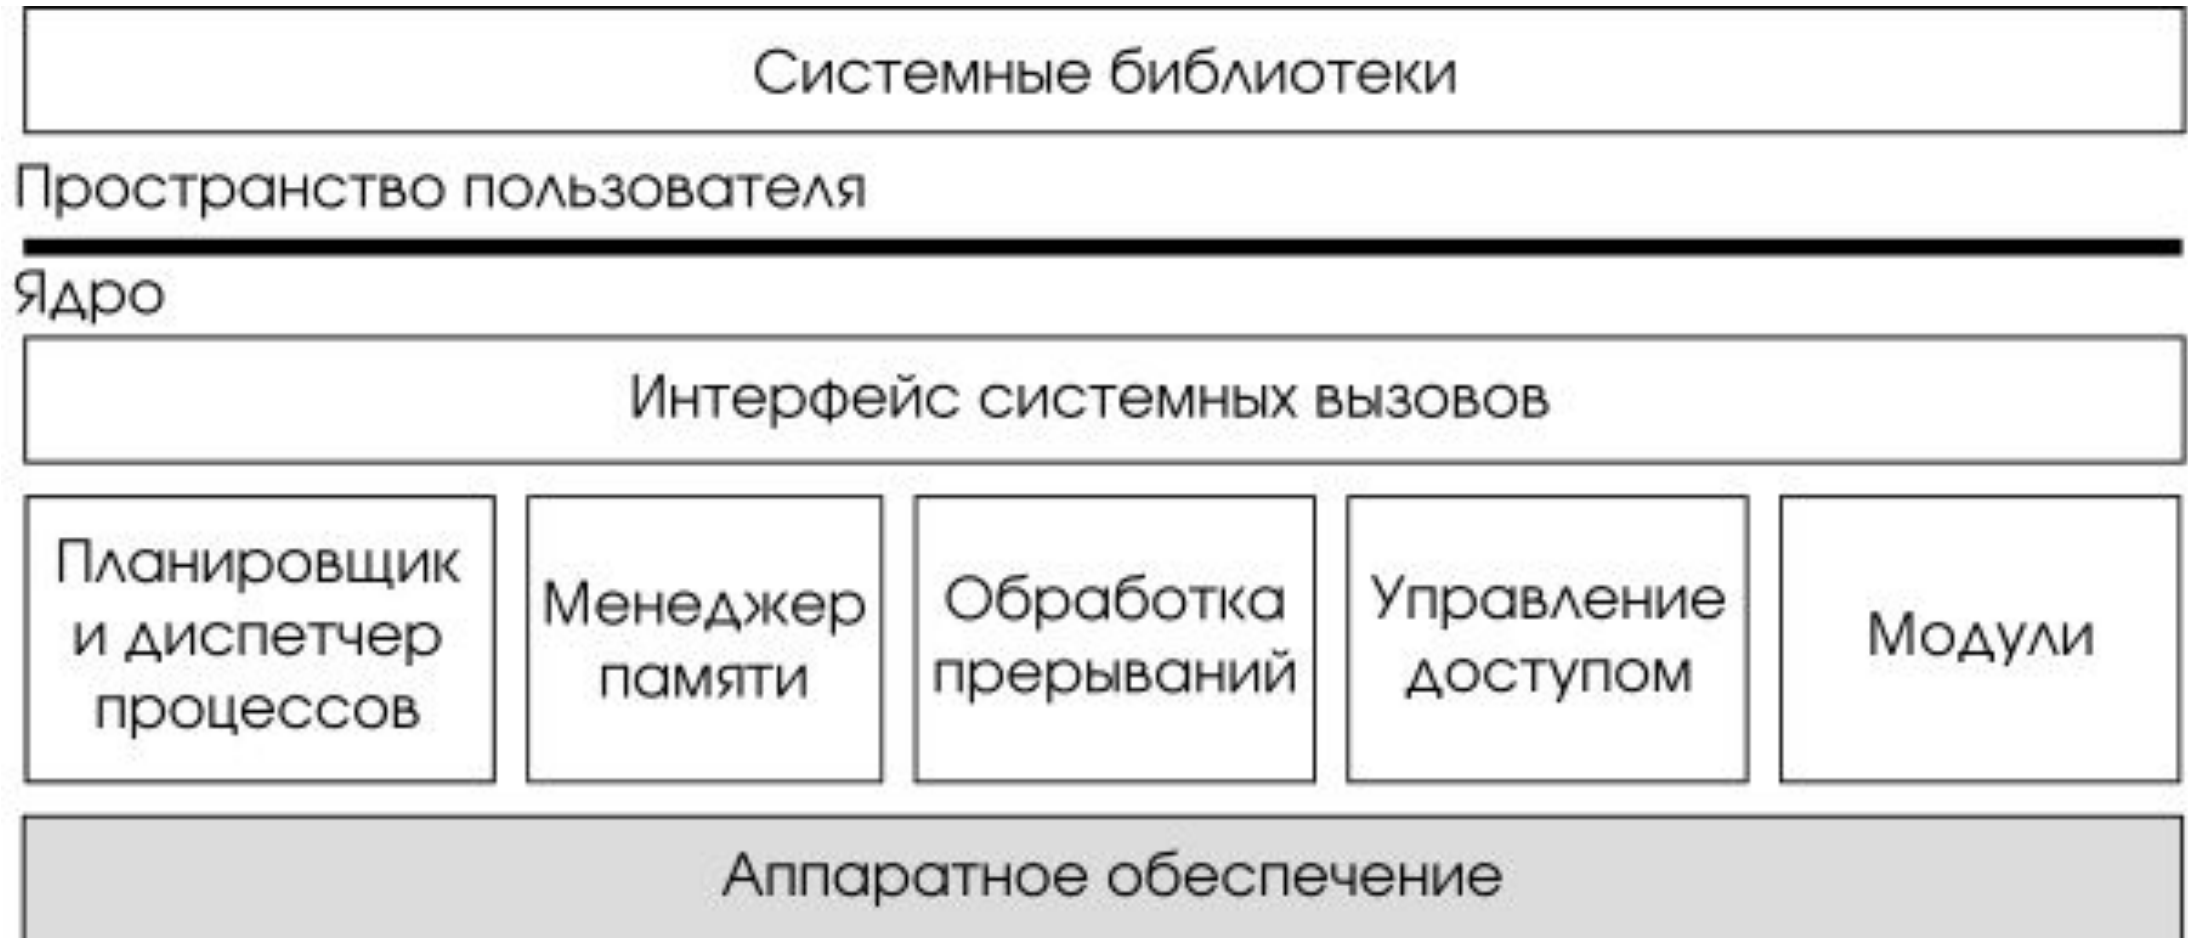 Системные библиотеки
Пространство пользователя
Ядро
Интерфейс системных вызовов
Планировщик
и диспетчер
процессов
Менеджер
памяти
Обработка
прерываний
Управление
доступом
Модули
Аппаратное обеспечение